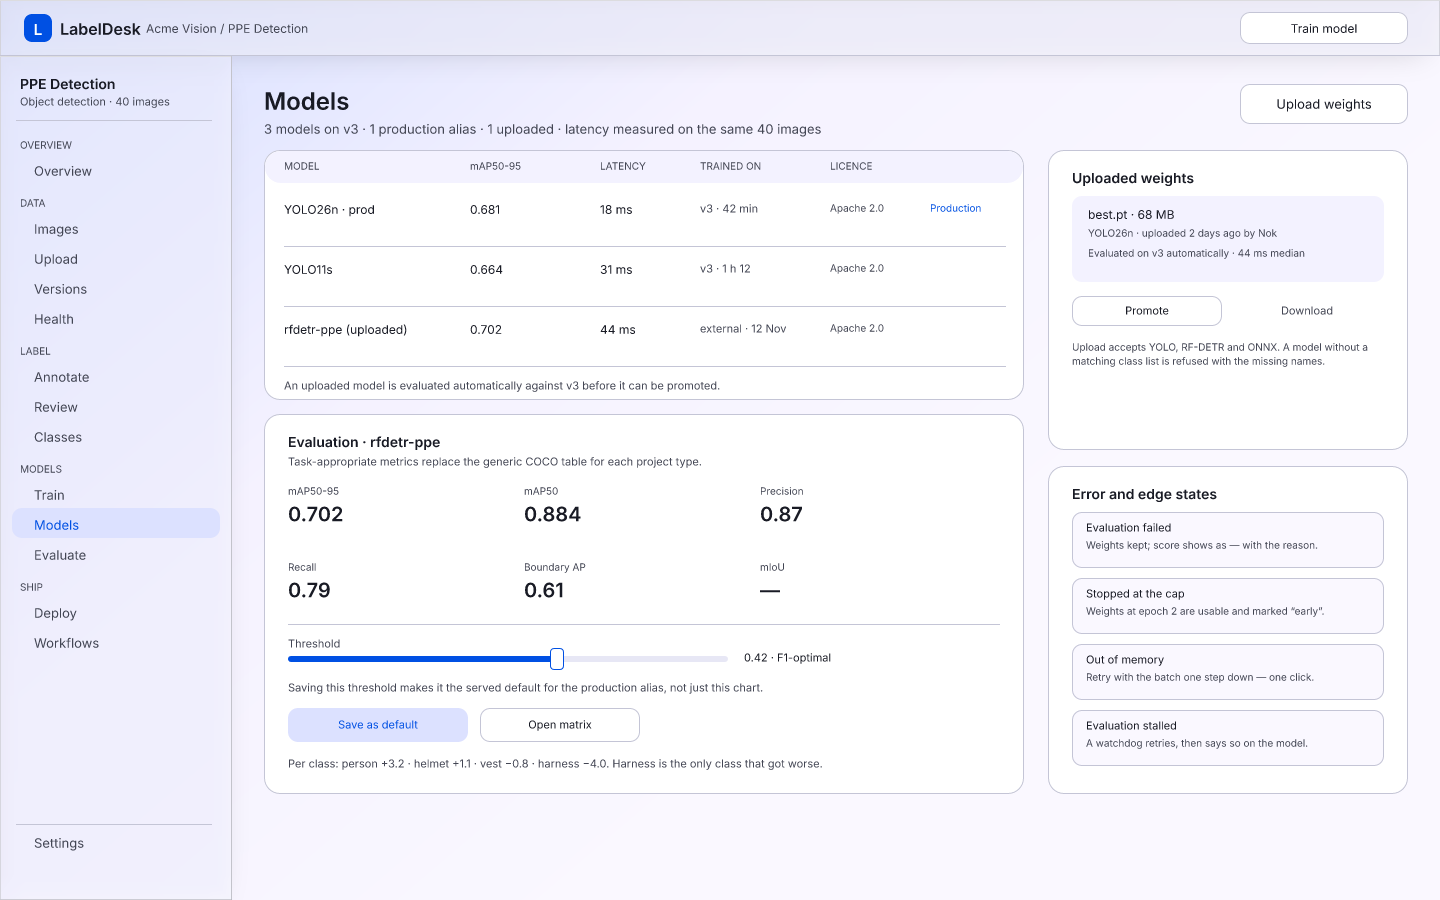 L LabelDesk Acme Vision / PPE Detection
Train model
PPE Detection
Object detection · 40 images
OVERVIEW
Overview
DATA
Images
Upload
Versions
Health
LABEL
Annotate
Review
Classes
MODELS
Train
Models
Evaluate
SHIP
Deploy
Workflows
Settings
Models
3 models on v3 · 1 production alias · 1 uploaded · latency measured on the same 40 images
Upload weights
MODEL mAP50-95 LATENCY TRAINED ON LICENCE
YOLO26n · prod 0.681 18 ms v3 · 42 min Apache 2.0 Production
YOLO11s 0.664 31 ms v3 · 1 h 12 Apache 2.0
rfdetr-ppe (uploaded) 0.702 44 ms external · 12 Nov Apache 2.0
An uploaded model is evaluated automatically against v3 before it can be promoted.
Evaluation · rfdetr-ppe
Task-appropriate metrics replace the generic COCO table for each project type.
mAP50-95 mAP50 Precision
0.702 0.884 0.87
Recall Boundary AP mIoU
0.79 0.61 —
Threshold
0.42 · F1-optimal
Saving this threshold makes it the served default for the production alias, not just this chart.
Save as default Open matrix
Per class: person +3.2 · helmet +1.1 · vest −0.8 · harness −4.0. Harness is the only class that got worse.
Uploaded weights
best.pt · 68 MB
YOLO26n · uploaded 2 days ago by Nok
Evaluated on v3 automatically · 44 ms median
Promote Download
Upload accepts YOLO, RF-DETR and ONNX. A model without a
matching class list is refused with the missing names.
Error and edge states
Evaluation failed
Weights kept; score shows as — with the reason.
Stopped at the cap
Weights at epoch 2 are usable and marked “early”.
Out of memory
Retry with the batch one step down — one click.
Evaluation stalled
A watchdog retries, then says so on the model.